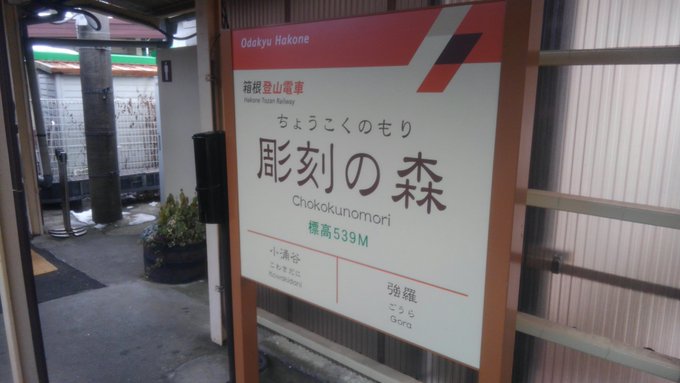 Odakyu Hakone
箱根登山電車
Hakone Tozan Railway
ちょうこくのもり
彫刻の森
Chokokunomori
標高539M
小涌谷
こわきだに
Kowakidani
強羅
ごうら
Gora